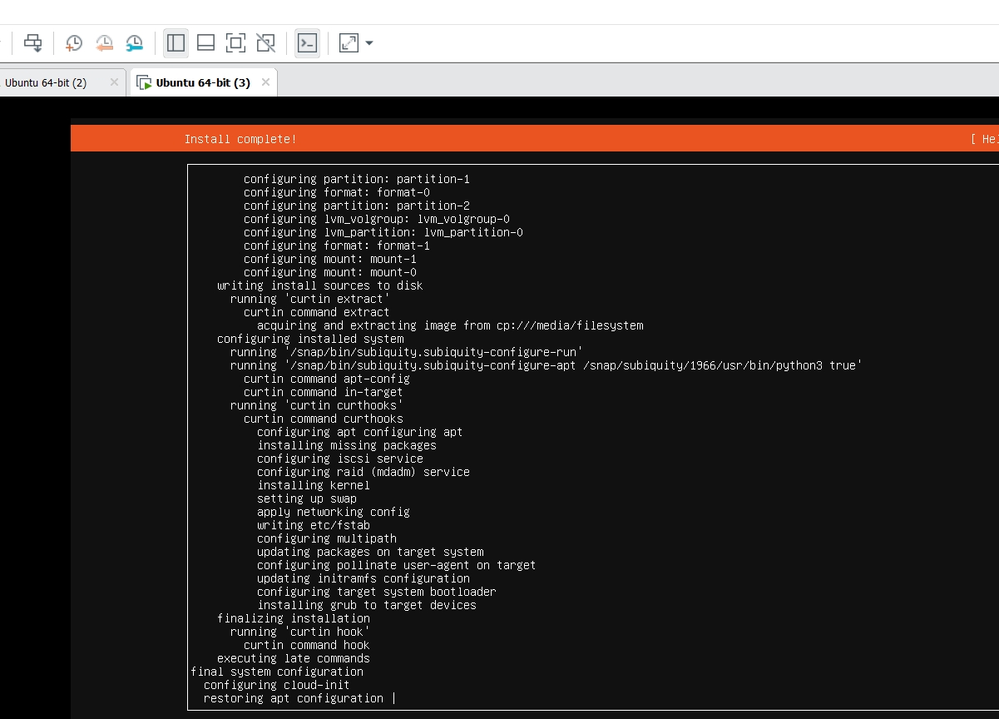 Ubuntu 64-bit (2)
Ubuntu 64-bit (3)
Install complete!
[ Hel
configuring partition: partition-1
configuring format: format-0
configuring partition: partition-2
configuring lvm_volgroup: lvm_volgroup-0
configuring lvm_partition: lvm_partition-0
configuring format: format-1
configuring mount: mount-1
configuring mount: mount-0
writing install sources to disk
running 'curtin extract'
curtin command extract
acquiring and extracting image from cp:///media/filesystem
configuring installed system
running '/snap/bin/subiquity.subiquity-configure-run'
running '/snap/bin/subiquity.subiquity-configure-apt /snap/subiquity/1966/usr/bin/python3 true'
curtin command apt-config
curtin command in-target
running 'curtin curthooks'
curtin command curthooks
configuring apt configuring apt
installing missing packages
configuring iscsi service
configuring raid (mdadm) service
installing kernel
setting up swap
apply networking config
writing etc/fstab
configuring multipath
updating packages on target system
configuring pollinate user-agent on target
updating initramfs configuration
configuring target system bootloader
installing grub to target devices
finalizing installation
running 'curtin hook'
curtin command hook
executing late commands
final system configuration
configuring cloud-init
restoring apt configuration |